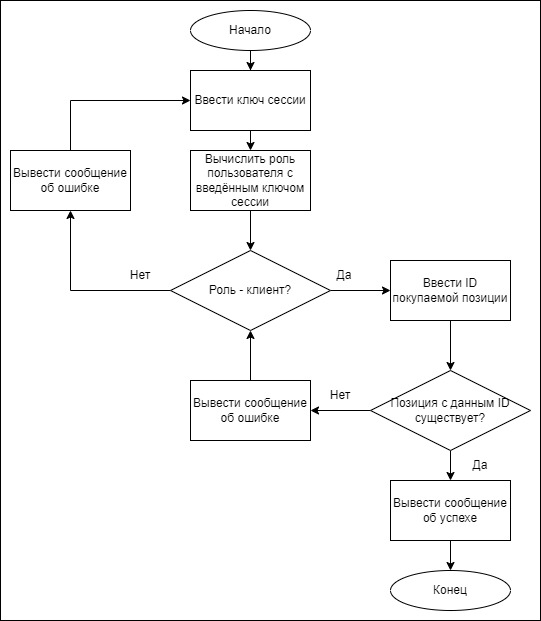 Начало
Ввести ключ сессии
Вычислить роль
пользователя с
введённым ключом
сессии
Вывести сообщение
об ошибке
Нет
Роль - клиент?
Да
Ввести ID
покупаемой позиции
Вывести сообщение
об ошибке
Нет
Позиция с данным ID
существует?
Да
Вывести сообщение
об успехе
Конец